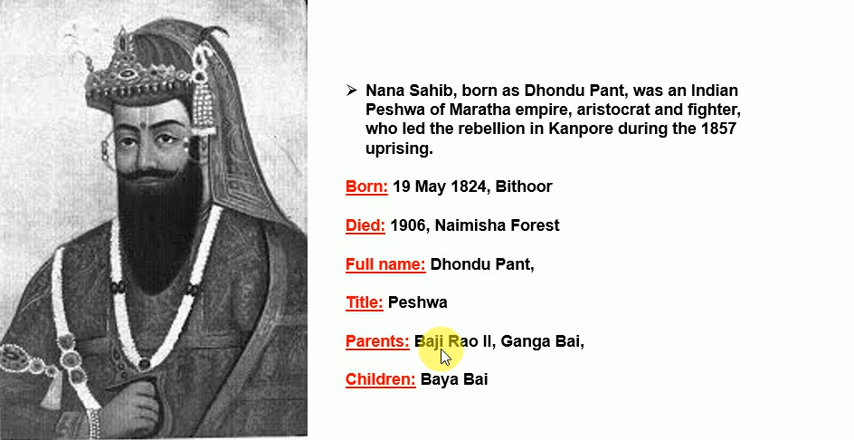 ➢ Nana Sahib, born as Dhondu Pant, was an Indian
Peshwa of Maratha empire, aristocrat and fighter,
who led the rebellion in Kanpore during the 1857
uprising.
Born: 19 May 1824, Bithoor
Died: 1906, Naimisha Forest
Full name: Dhondu Pant,
Title: Peshwa
Parents: Baji Rao II, Ganga Bai,
Children: Baya Bai